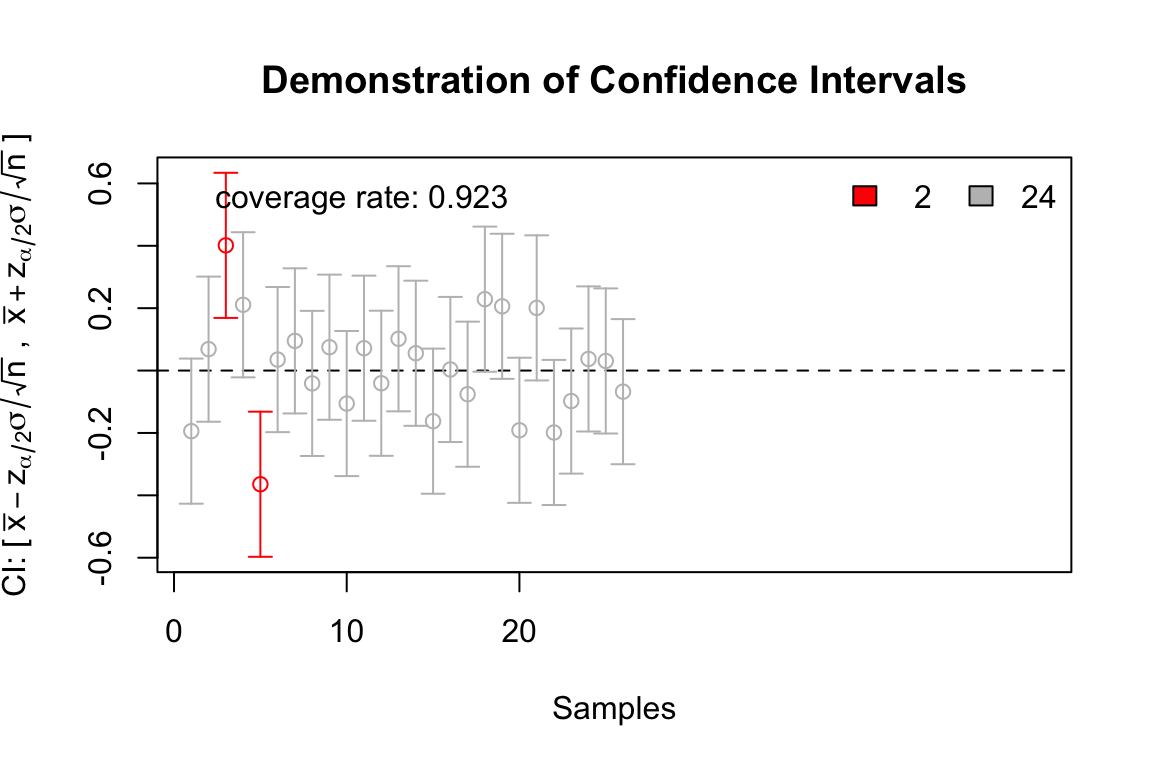 Demonstration of Confidence Intervals
CI: [ x̅ − zα/2σ/√n , x̅ + zα/2σ/√n ]
coverage rate: 0.923
2
24
0.6
0.2
-0.2
-0.6
0 10 20
Samples